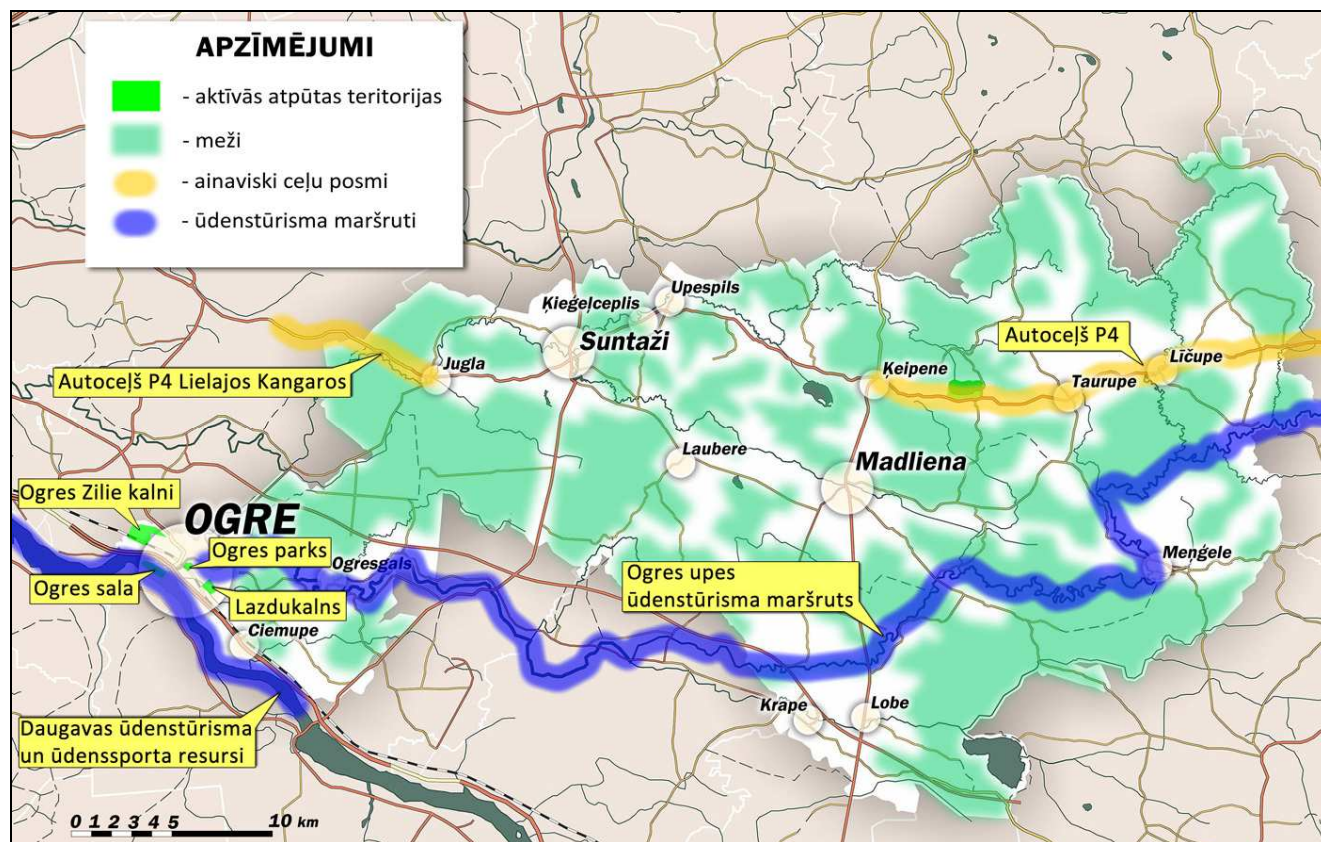 APZĪMĒJUMI
- aktīvās atpūtas teritorijas
- meži
- ainaviski ceļu posmi
- ūdenstūrisma maršruti
Upespils
Ķieģeļceplis
Suntaži
Autoceļš P4
Līčupe
Jugla
Autoceļš P4 Lielajos Kangaros
Ķeipene
Taurupe
Laubere
Madliena
Ogres Zilie kalni
OGRE
Ogres parks
Ogresgals
Meņģele
Ogres sala
Lazdukalns
Ogres upes
ūdenstūrisma maršruts
Ciemupe
Krape
Lobe
Daugavas ūdenstūrisma
un ūdenssporta resursi
0 1 2 3 4 5 10 km